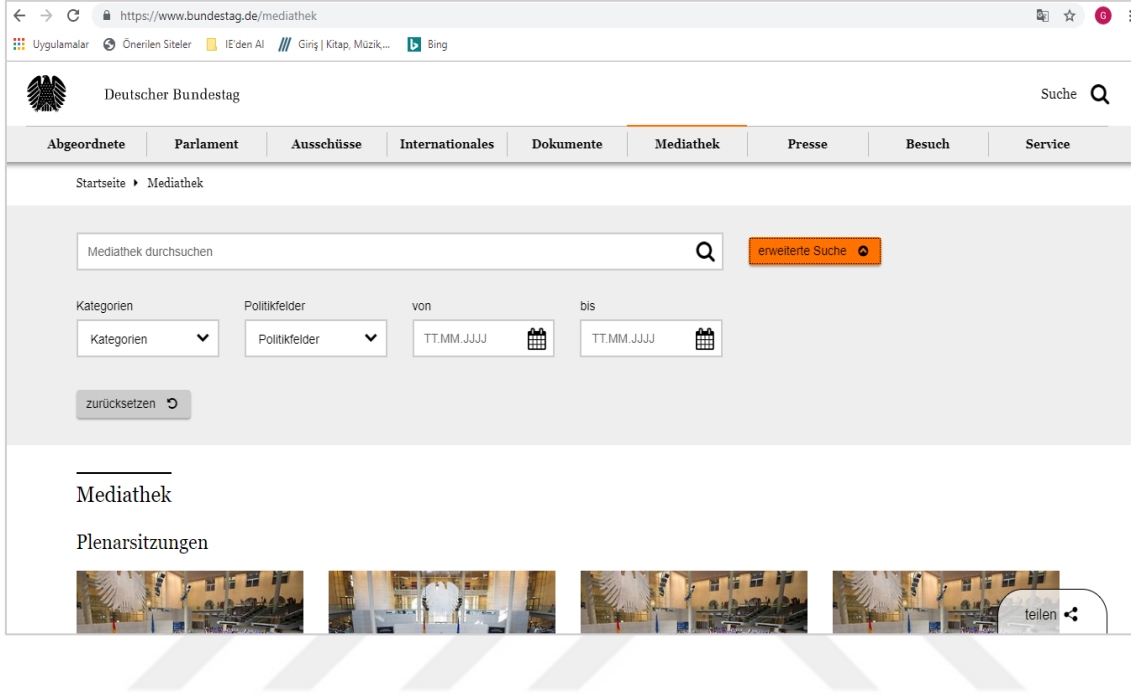 https://www.bundestag.de/mediathek
G
Uygulamalar Önerilen Siteler IE'den Al Giriş | Kitap, Müzik,... Bing
Deutscher Bundestag Suche
Abgeordnete Parlament Ausschüsse Internationales Dokumente Mediathek Presse Besuch Service
Startseite Mediathek
Mediathek durchsuchen erweiterte Suche
Kategorien Politikfelder von bis
Kategorien Politikfelder TT.MM.JJJJ TT.MM.JJJJ
zurücksetzen
Mediathek
Plenarsitzungen
teilen